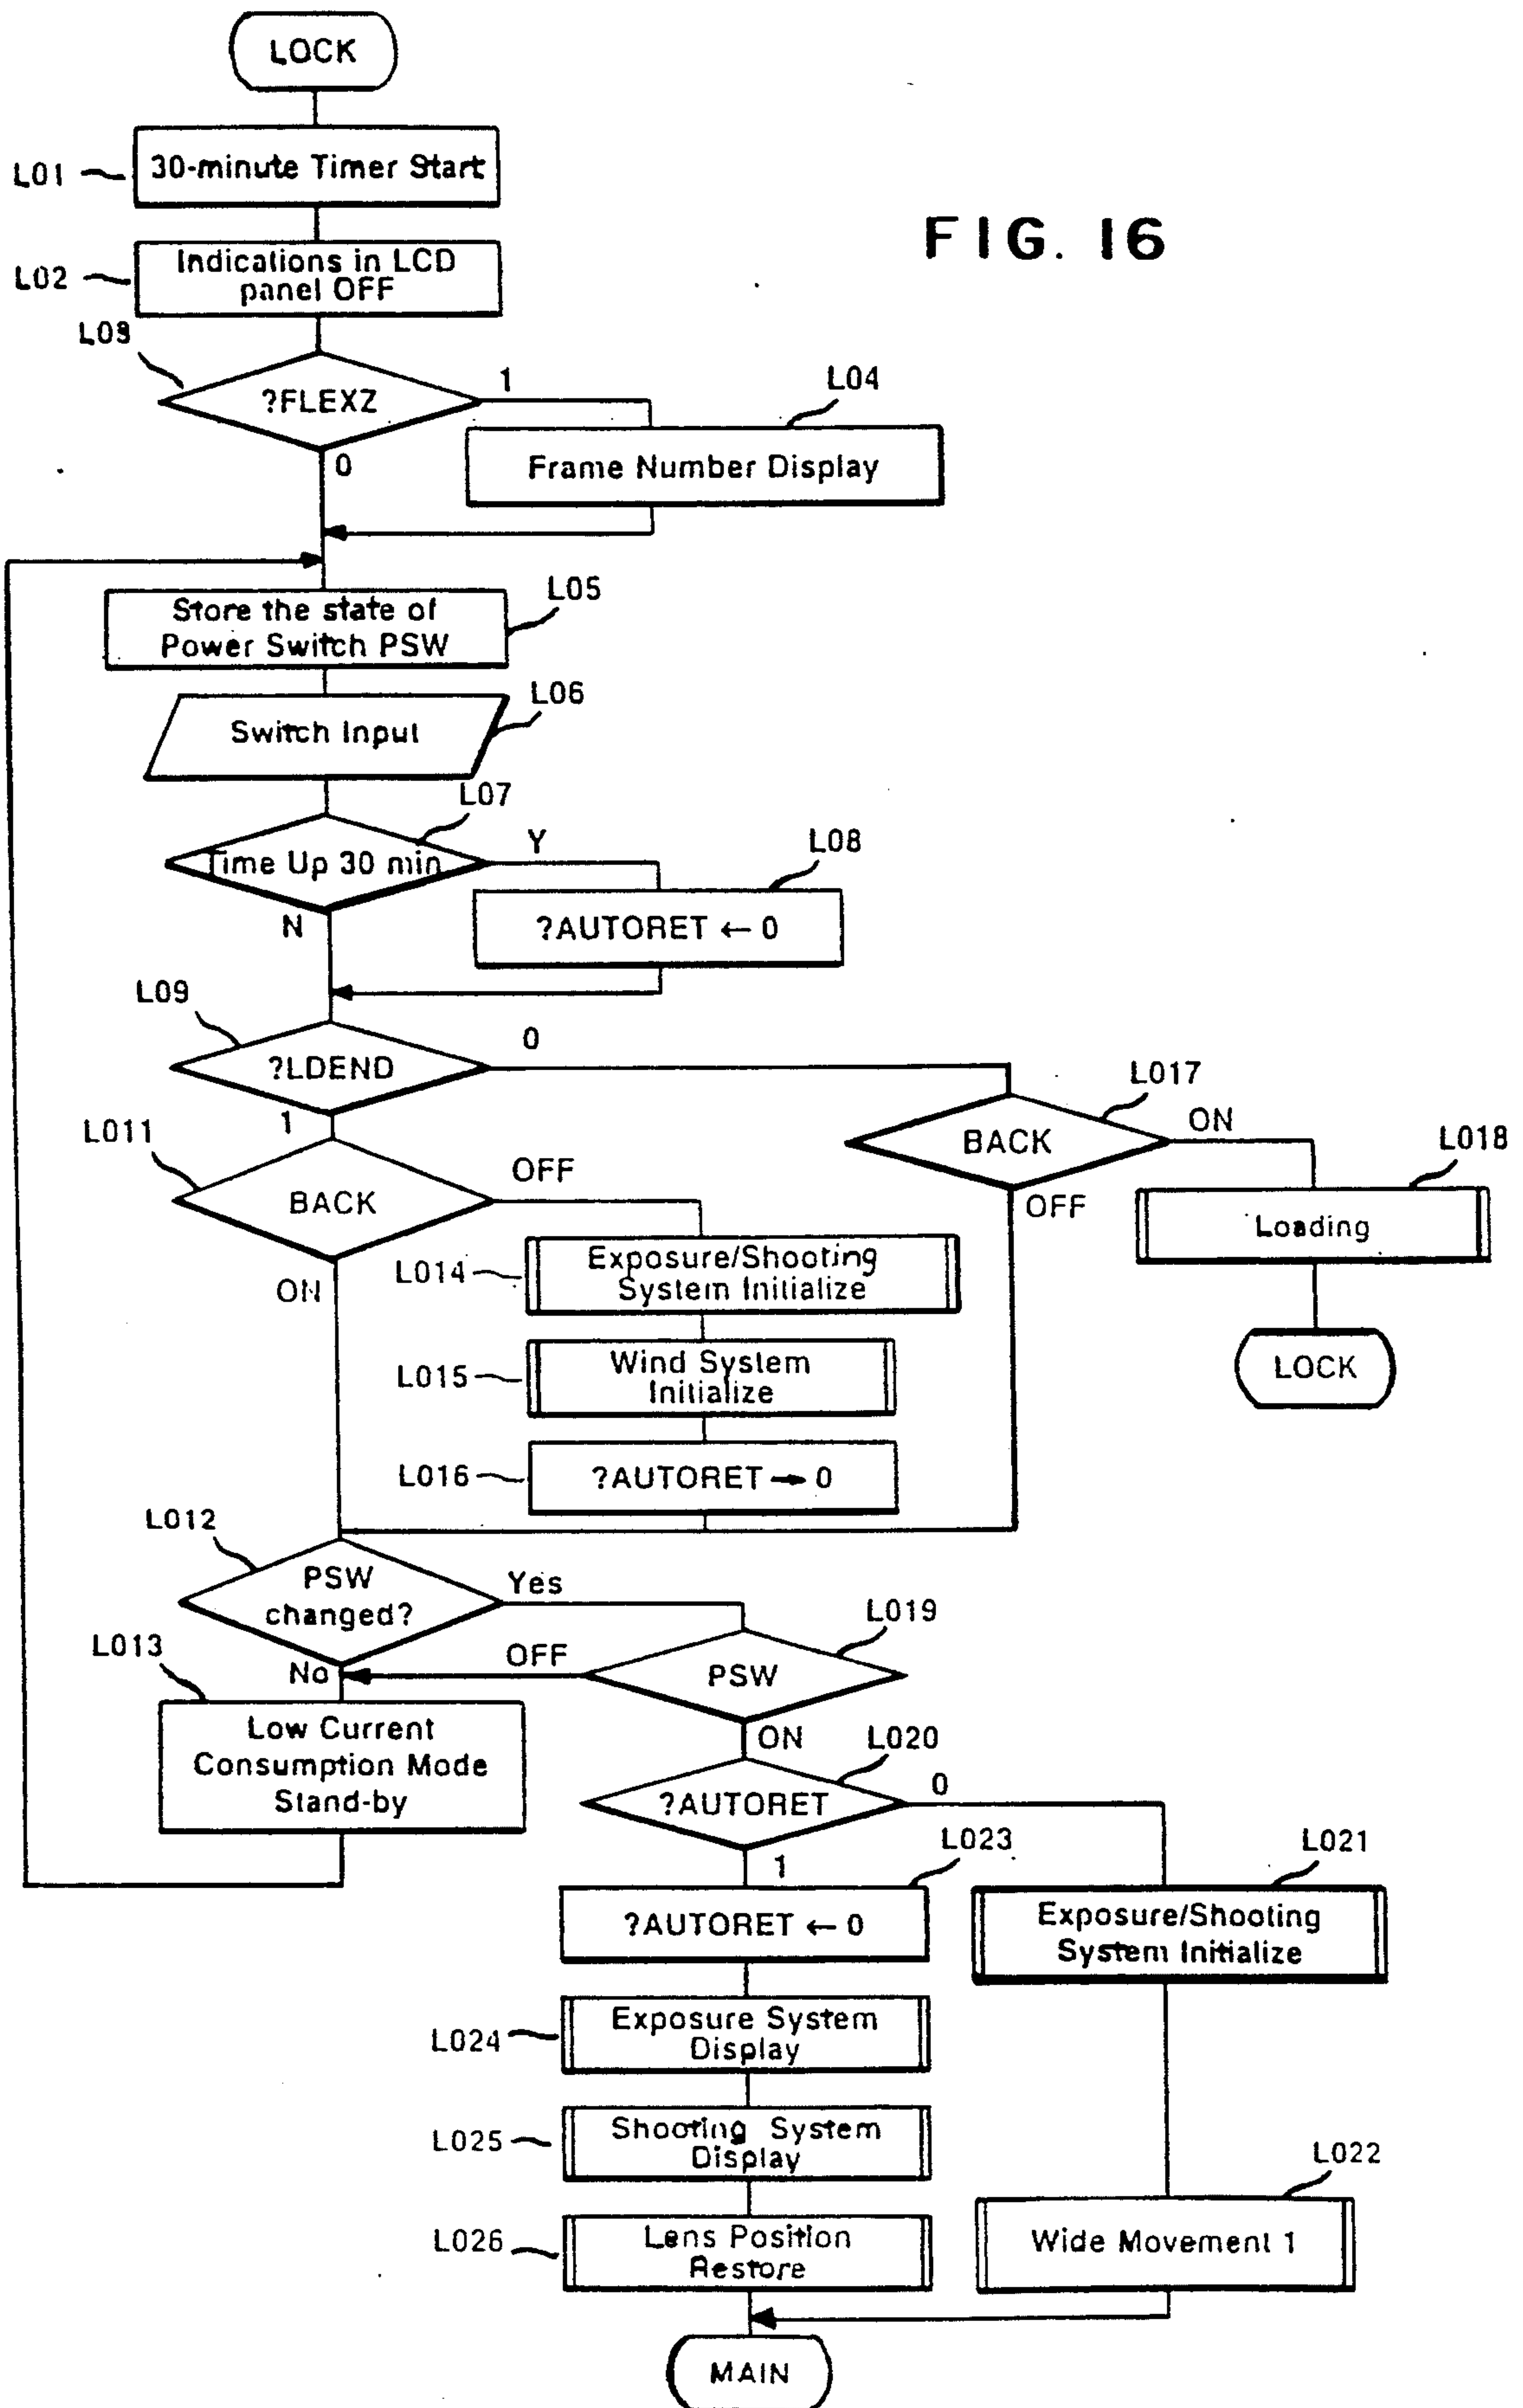 LOCK
L01
30-minute Timer Start
FIG. 16
L02
Indications in LCD
panel OFF
L03
?FLEXZ
1
0
L04
Frame Number Display
L05
Store the state of
Power Switch PSW
L06
Switch Input
L07
Time Up 30 min
Y
N
L08
?AUTORET ← 0
L09
?LDEND
0
1
L017
BACK
ON
OFF
L018
Loading
LOCK
L011
BACK
OFF
ON
L014
Exposure/Shooting
System Initialize
L015
Wind System
Initialize
L016
?AUTORET → 0
L012
PSW
changed?
Yes
No
L019
PSW
OFF
ON
L013
Low Current
Consumption Mode
Stand-by
L020
?AUTORET
0
1
L023
?AUTORET ← 0
L021
Exposure/Shooting
System Initialize
L024
Exposure System
Display
L025
Shooting System
Display
L022
Wide Movement 1
L026
Lens Position
Restore
MAIN